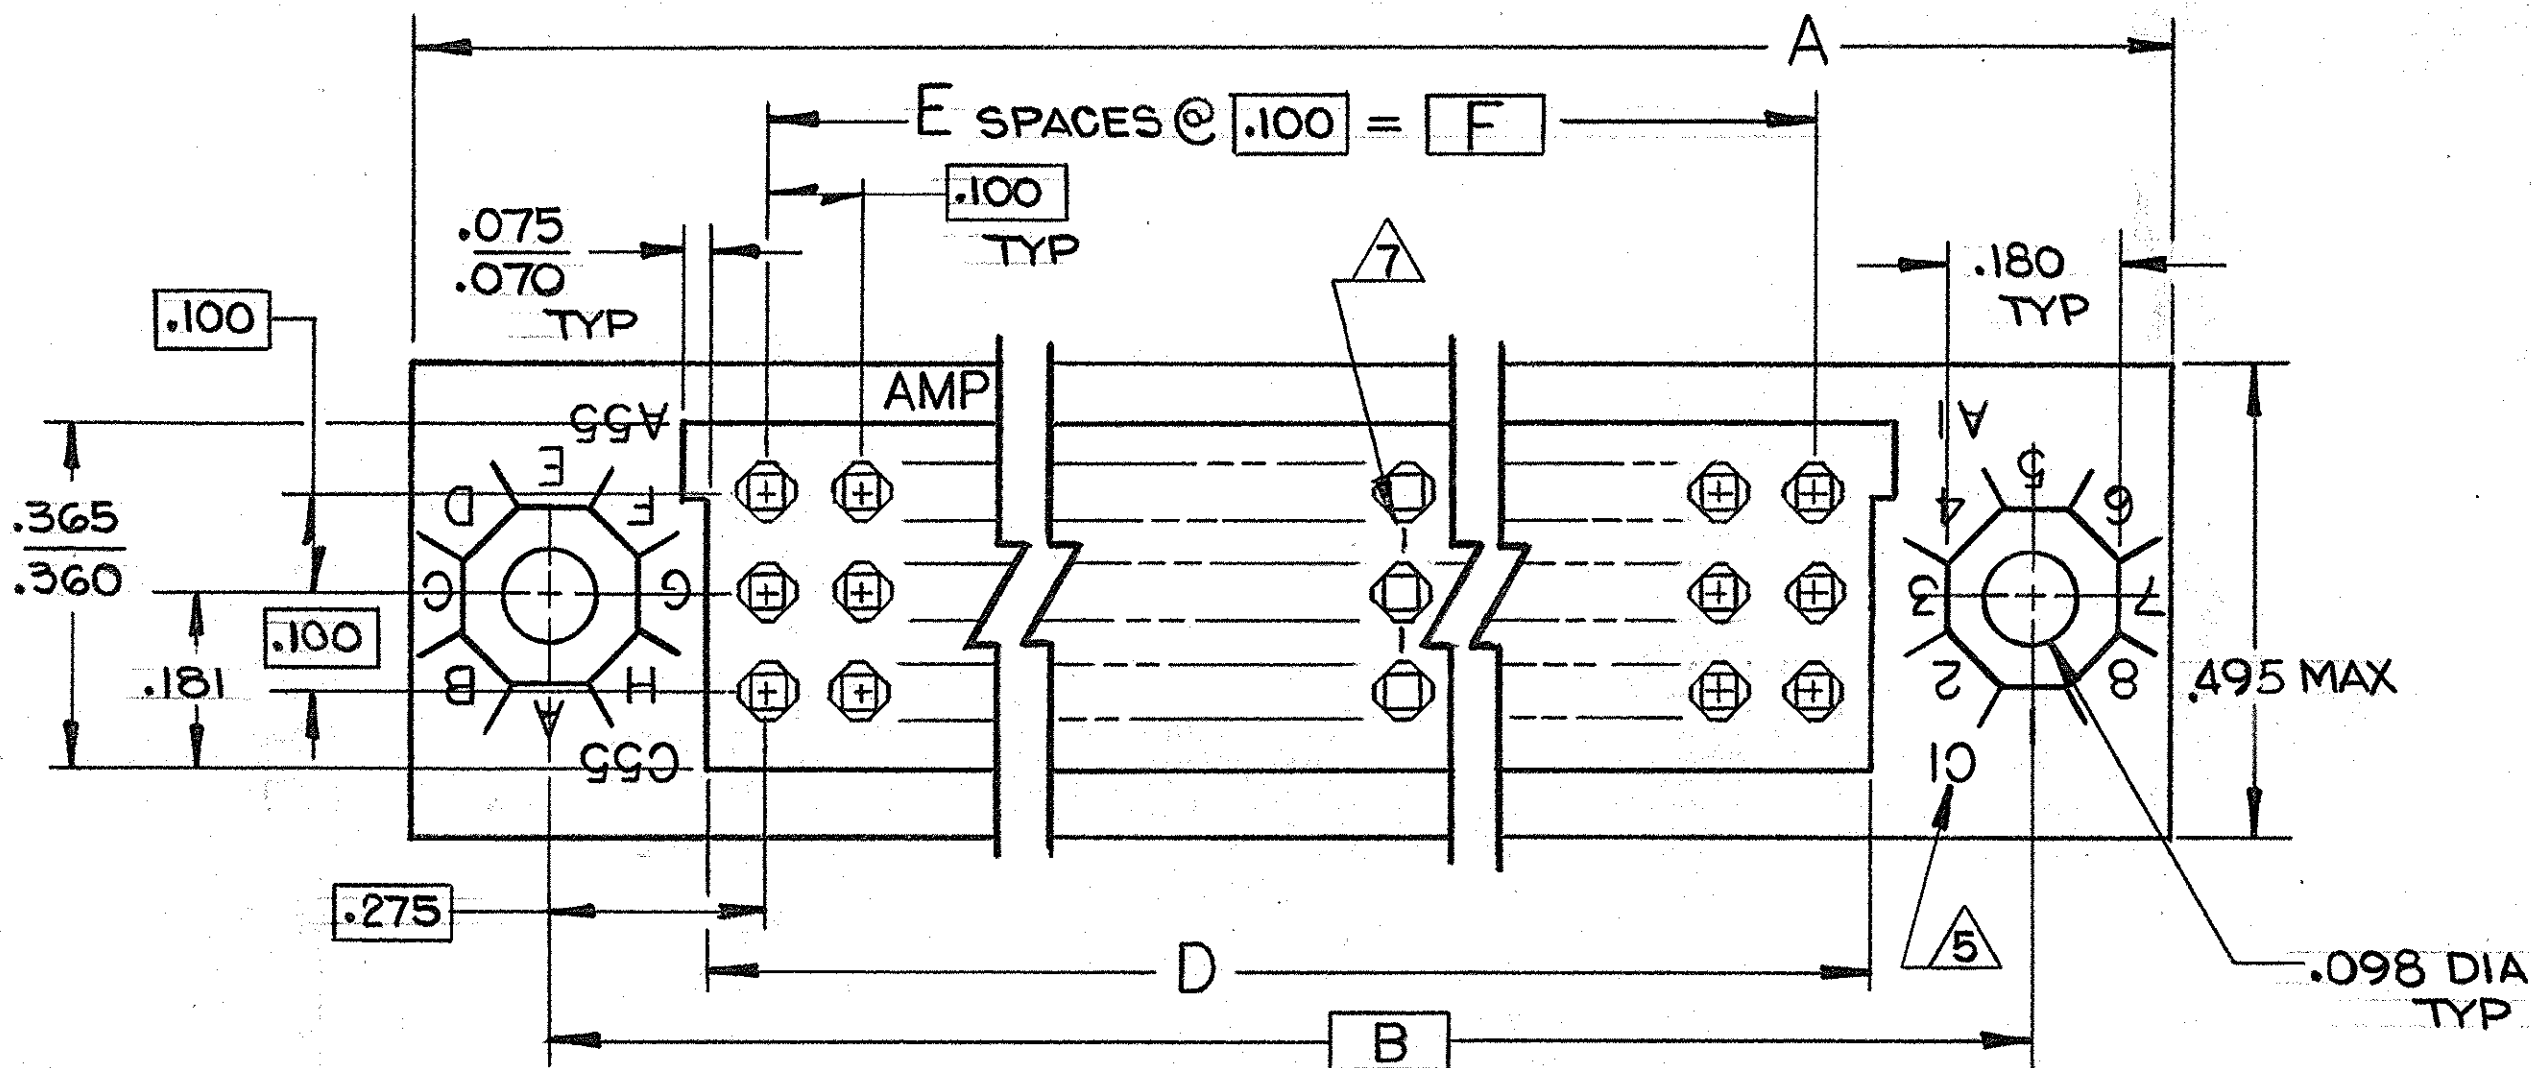 A
E SPACES @ .100 = F
.100
TYP
.075
.070
TYP
7
.180
TYP
.100
AMP
A55
A1
E
D
F
C
G
B
H
A
C55
5
4
6
3
7
2
8
C1
.365
.360
.181
.100
.495 MAX
.275
5
D
.098 DIA
TYP
B